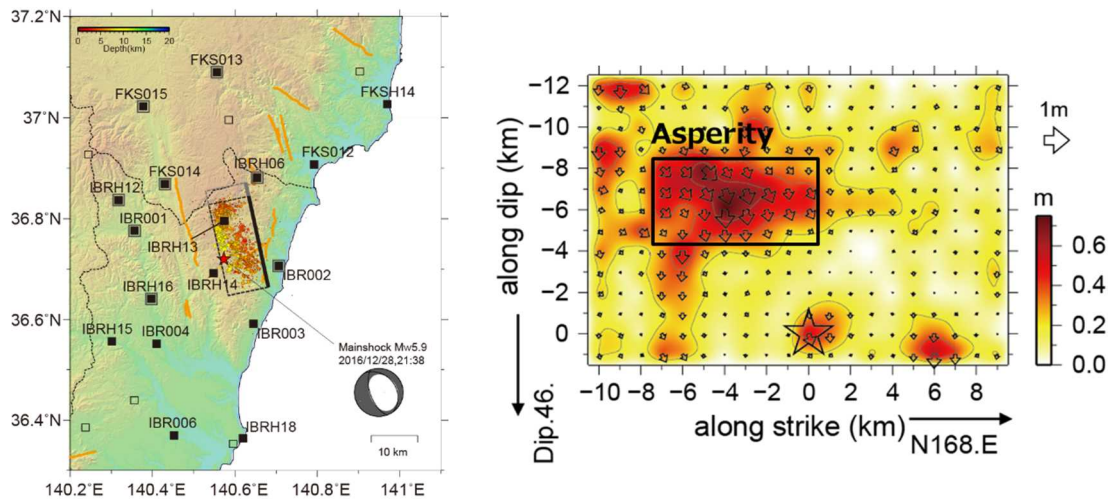 37.2°N
0 5 10 15 20
Depth(km)
FKS013
FKS015
FKSH14
37°N
FKS012
IBRH06
FKS014
IBRH12
36.8°N
IBR001
IBRH13
IBR002
IBRH14
IBRH16
36.6°N
IBRH15
IBR004
IBR003
Mainshock Mw5.9
2016/12/28,21:38
36.4°N
IBR006
IBRH18
10 km
140.2°E 140.4°E 140.6°E 140.8°E 141°E
along dip (km)
Dip.46.
−12
−10
−8
−6
−4
−2
0
Asperity
−10 −8 −6 −4 −2 0 2 4 6 8
along strike (km)
N168.E
1m
m
0.6
0.4
0.2
0.0